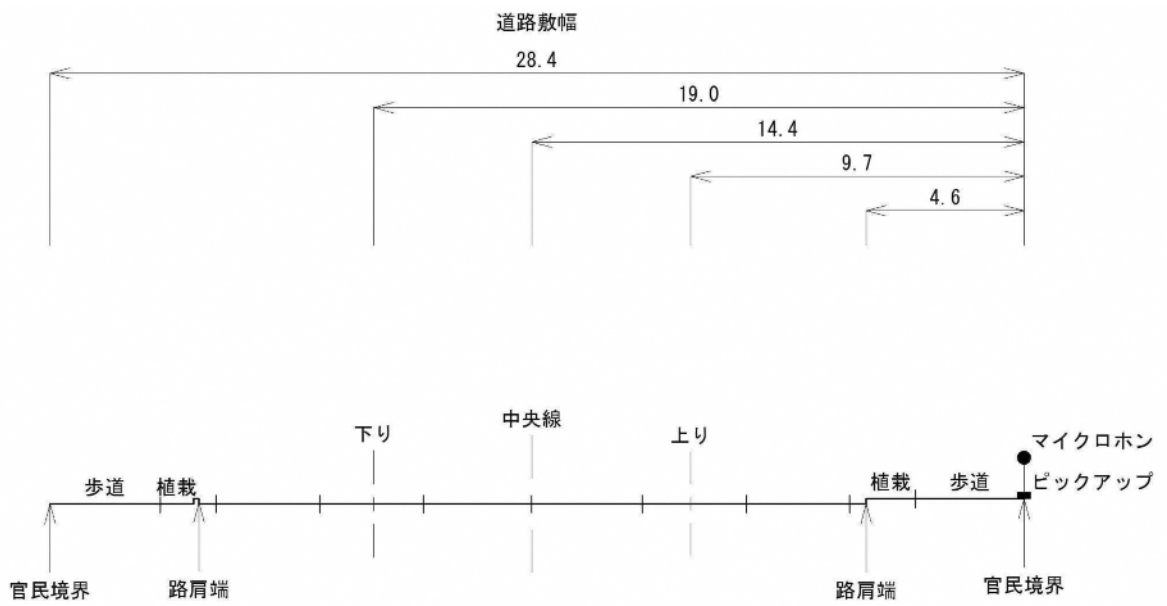 道路敷幅
28.4
19.0
14.4
9.7
4.6
中央線
下り
上り
マイクロホン
歩道
植栽
植栽
歩道
ピックアップ
官民境界
路肩端
路肩端
官民境界